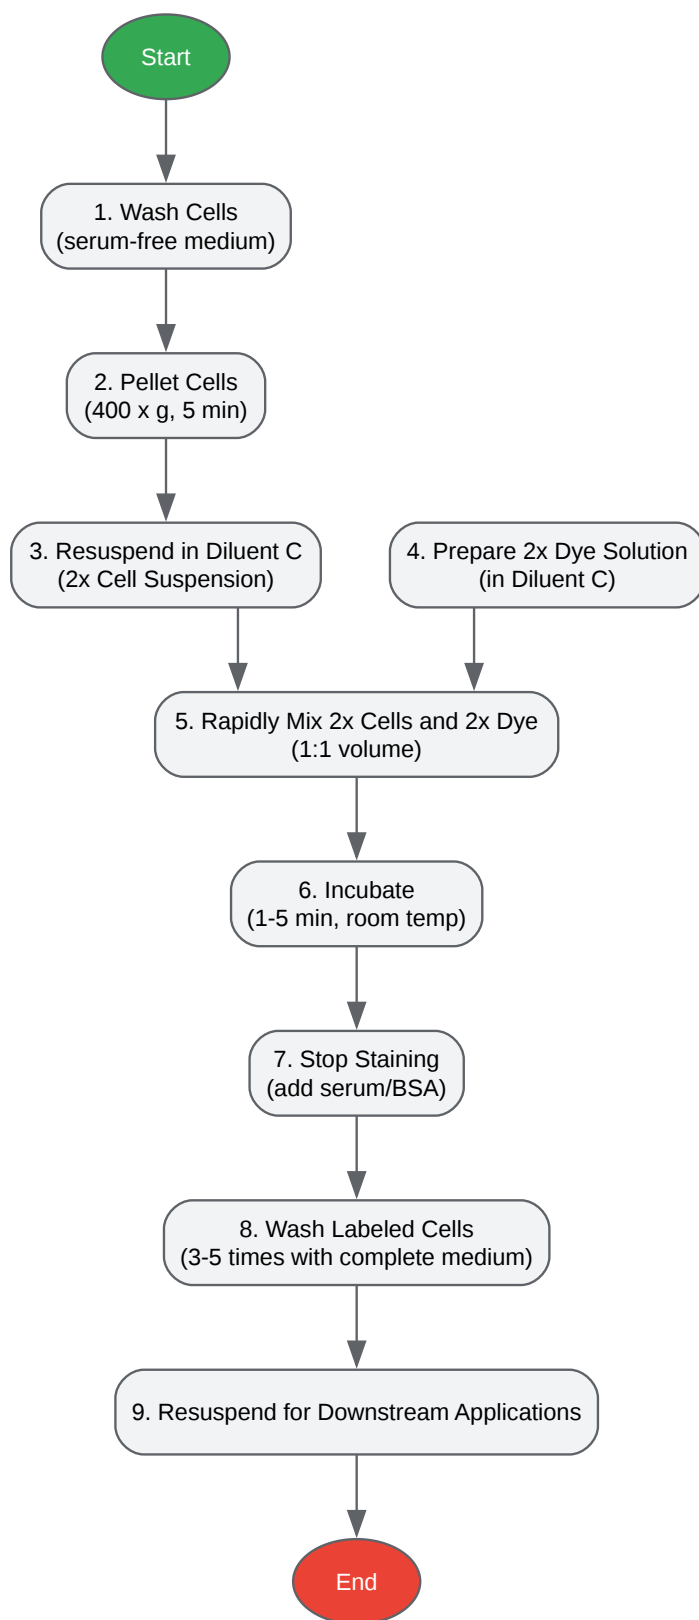 Start
1. Wash Cells
(serum-free medium)
2. Pellet Cells
(400 x g, 5 min)
3. Resuspend in Diluent C
(2x Cell Suspension)
4. Prepare 2x Dye Solution
(in Diluent C)
5. Rapidly Mix 2x Cells and 2x Dye
(1:1 volume)
6. Incubate
(1-5 min, room temp)
7. Stop Staining
(add serum/BSA)
8. Wash Labeled Cells
(3-5 times with complete medium)
9. Resuspend for Downstream Applications
End